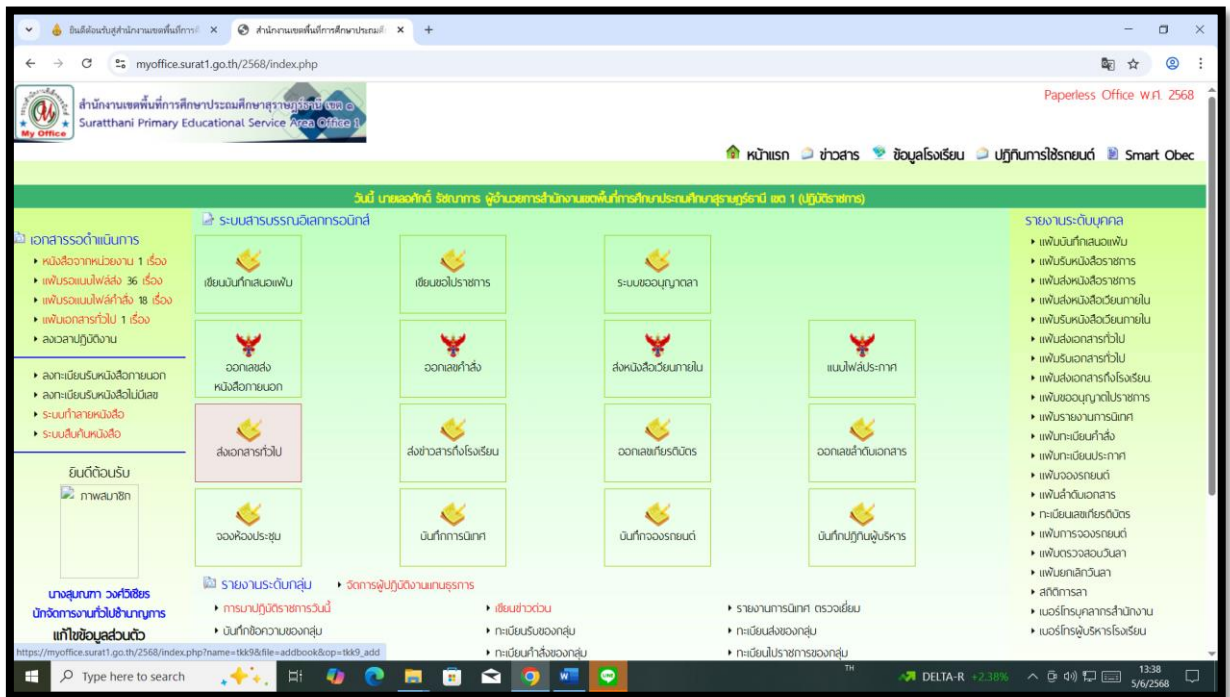 ยินดีต้อนรับสู่สำนักงานเขตพื้นที่การศึ
สำนักงานเขตพื้นที่การศึกษาประถมศึ
myoffice.surat1.go.th/2568/index.php
My Office
สำนักงานเขตพื้นที่การศึกษาประถมศึกษาสุราษฎร์ธานี เขต ๑
Suratthani Primary Educational Service Area Office 1
Paperless Office พ.ศ. 2568
หน้าแรก ข่าวสาร ข้อมูลโรงเรียน ปฏิทินการใช้รถยนต์ Smart Obec
วันนี้ นายเลอศักดิ์ รัชณาการ ผู้อำนวยการสำนักงานเขตพื้นที่การศึกษาประถมศึกษาสุราษฎร์ธานี เขต 1 (ปฏิบัติราชการ)
เอกสารรอดำเนินการ
หนังสือจากหน่วยงาน 1 เรื่อง
แฟ้มรอแนบไฟล์ส่ง 36 เรื่อง
แฟ้มรอแนบไฟล์คำสั่ง 18 เรื่อง
แฟ้มเอกสารทั่วไป 1 เรื่อง
ลงเวลาปฏิบัติงาน
ลงทะเบียนรับหนังสือภายนอก
ลงทะเบียนรับหนังสือไม่มีเลข
ระบบทำลายหนังสือ
ระบบสืบค้นหนังสือ
ยินดีต้อนรับ
ภาพสมาชิก
นางสุมณฑา วงศ์วิเชียร
นักจัดการงานทั่วไปชำนาญการ
แก้ไขข้อมูลส่วนตัว
ระบบสารบรรณอิเลกทรอนิกส์
เขียนบันทึกเสนอแฟ้ม
เขียนขอไปราชการ
ระบบขออนุญาตลา
ออกเลขส่ง
หนังสือภายนอก
ออกเลขคำสั่ง
ส่งหนังสือเวียนภายใน
แนบไฟล์ประกาศ
ส่งเอกสารทั่วไป
ส่งข่าวสารถึงโรงเรียน
ออกเลขเกียรติบัตร
ออกเลขลำดับเอกสาร
จองห้องประชุม
บันทึกการนิเทศ
บันทึกจองรถยนต์
บันทึกปฏิทินผู้บริหาร
รายงานระดับกลุ่ม จัดการผู้ปฏิบัติงานแทนธุรการ
การมาปฏิบัติราชการวันนี้
เขียนข่าวด่วน
รายงานการนิเทศ ตรวจเยี่ยม
บันทึกข้อความของกลุ่ม
ทะเบียนรับของกลุ่ม
ทะเบียนส่งของกลุ่ม
ทะเบียนคำสั่งของกลุ่ม
ทะเบียนไปราชการของกลุ่ม
รายงานระดับบุคคล
แฟ้มบันทึกเสนอแฟ้ม
แฟ้มรับหนังสือราชการ
แฟ้มส่งหนังสือราชการ
แฟ้มส่งหนังสือเวียนภายใน
แฟ้มรับหนังสือเวียนภายใน
แฟ้มส่งเอกสารทั่วไป
แฟ้มรับเอกสารทั่วไป
แฟ้มส่งเอกสารถึงโรงเรียน
แฟ้มขออนุญาตไปราชการ
แฟ้มรายงานการนิเทศ
แฟ้มทะเบียนคำสั่ง
แฟ้มทะเบียนประกาศ
แฟ้มจองรถยนต์
แฟ้มลำดับเอกสาร
ทะเบียนเลขเกียรติบัตร
แฟ้มการจองรถยนต์
แฟ้มตรวจสอบวันลา
แฟ้มยกเลิกวันลา
สถิติการลา
เบอร์โทรบุคลากรสำนักงาน
เบอร์โทรผู้บริหารโรงเรียน
https://myoffice.surat1.go.th/2568/index.php?name=tkk98&file=addbook&op=tkk9_add
Type here to search
DELTA-R +2.38%
TH
13:38
5/6/2568